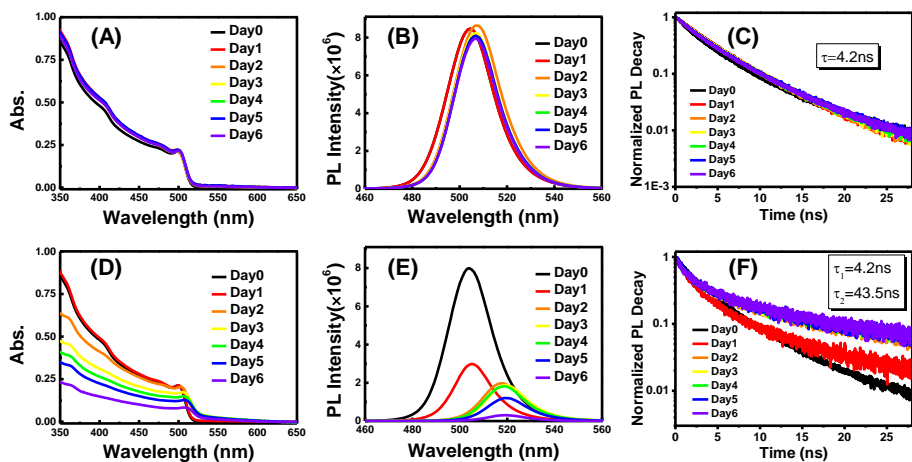 (A)
Abs.
0.00
0.25
0.50
0.75
1.00
350 400 450 500 550 600 650
Wavelength (nm)
Day0
Day1
Day2
Day3
Day4
Day5
Day6
(B)
PL Intensity(×10⁶)
0
2
4
6
8
460 480 500 520 540 560
Wavelength (nm)
Day0
Day1
Day2
Day3
Day4
Day5
Day6
(C)
τ=4.2ns
Normalized PL Decay
1
0.1
0.01
1E-3
0 5 10 15 20 25
Time (ns)
Day0
Day1
Day2
Day3
Day4
Day5
Day6
(D)
Abs.
0.00
0.25
0.50
0.75
1.00
350 400 450 500 550 600 650
Wavelength (nm)
Day0
Day1
Day2
Day3
Day4
Day5
Day6
(E)
PL Intensity(×10⁶)
0
2
4
6
8
460 480 500 520 540 560
Wavelength (nm)
Day0
Day1
Day2
Day3
Day4
Day5
Day6
(F)
τ₁=4.2ns
τ₂=43.5ns
Normalized PL Decay
1
0.1
0.01
0 5 10 15 20 25
Time (ns)
Day0
Day1
Day2
Day3
Day4
Day5
Day6